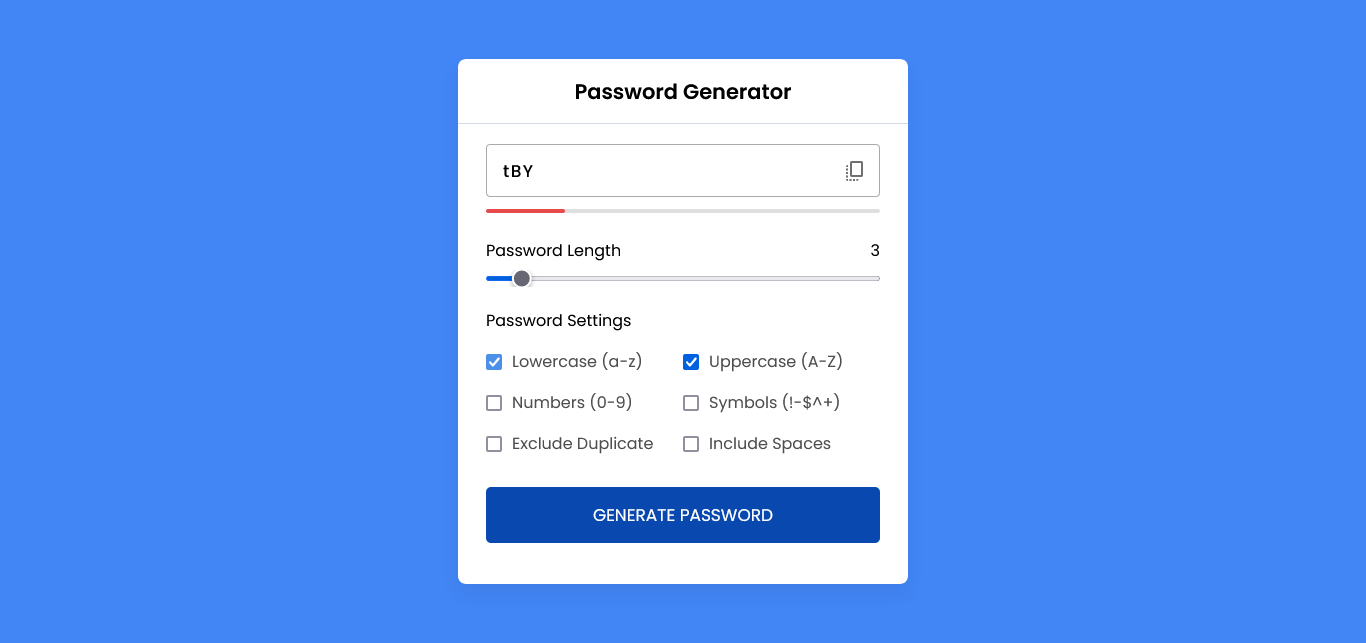 Password Generator
tBY
Password Length 3
Password Settings
Lowercase (a-z) Uppercase (A-Z)
Numbers (0-9) Symbols (!-$^+)
Exclude Duplicate Include Spaces
GENERATE PASSWORD